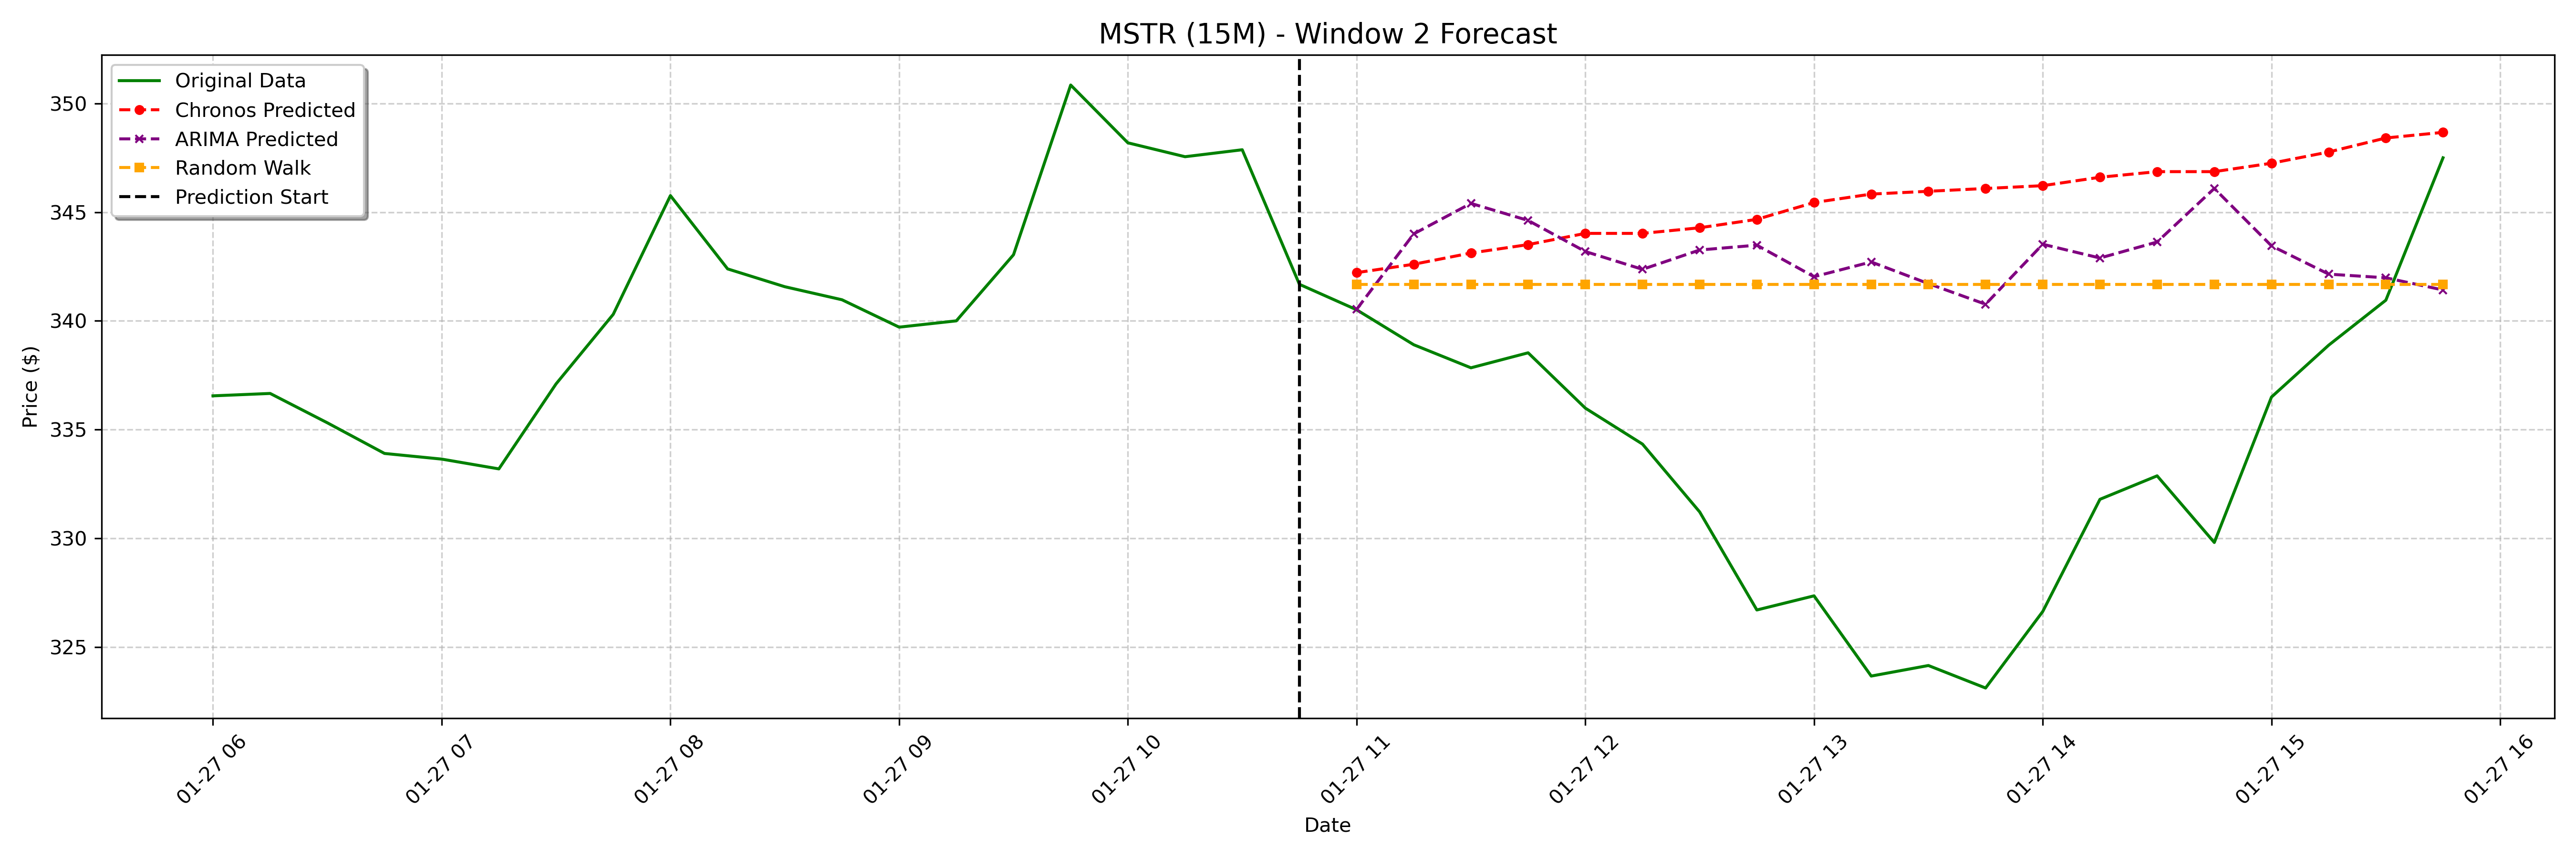 MSTR (15M) - Window 2 Forecast
Original Data
Chronos Predicted
ARIMA Predicted
Random Walk
Prediction Start
Price ($)
350
345
340
335
330
325
01-27 06
01-27 07
01-27 08
01-27 09
01-27 10
01-27 11
01-27 12
01-27 13
01-27 14
01-27 15
01-27 16
Date